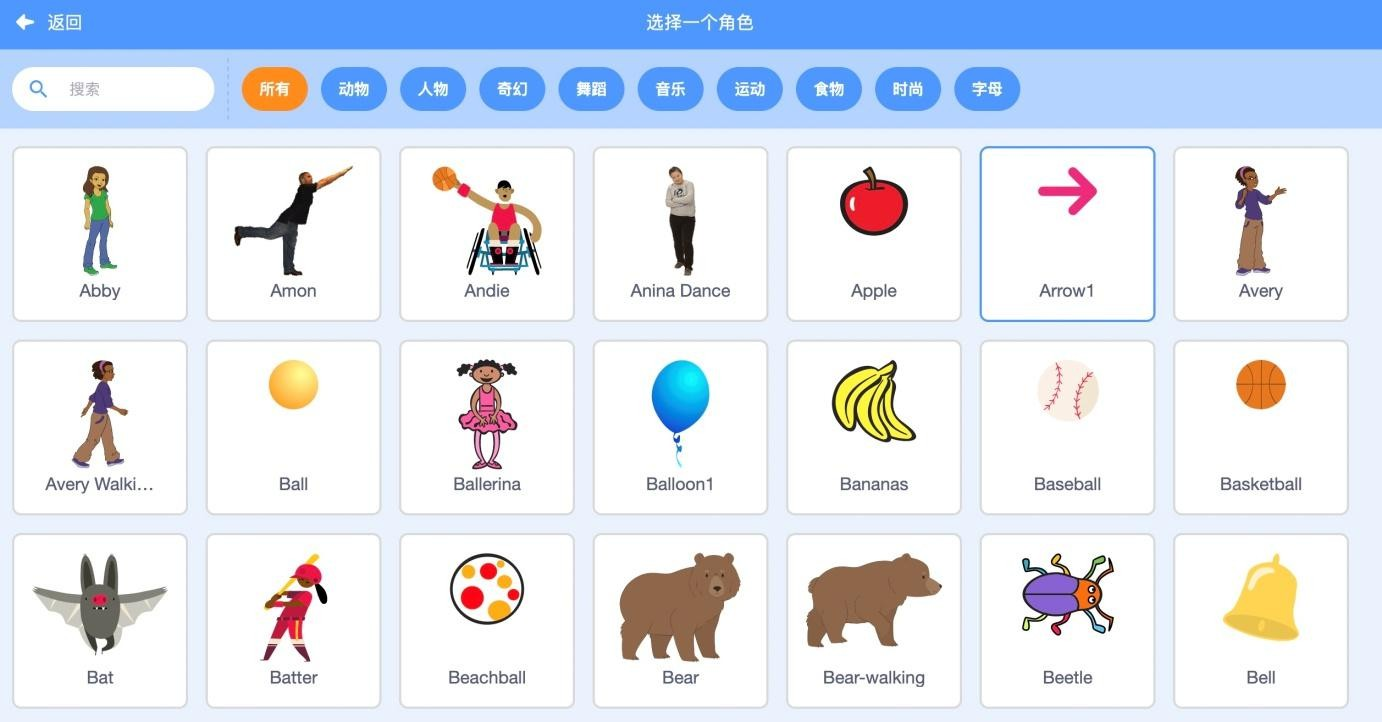 返回
选择一个角色
搜索
所有
动物
人物
奇幻
舞蹈
音乐
运动
食物
时尚
字母
Abby
Amon
Andie
Anina Dance
Apple
Arrow1
Avery
Avery Walki...
Ball
Ballerina
Balloon1
Bananas
Baseball
Basketball
Bat
Batter
Beachball
Bear
Bear-walking
Beetle
Bell